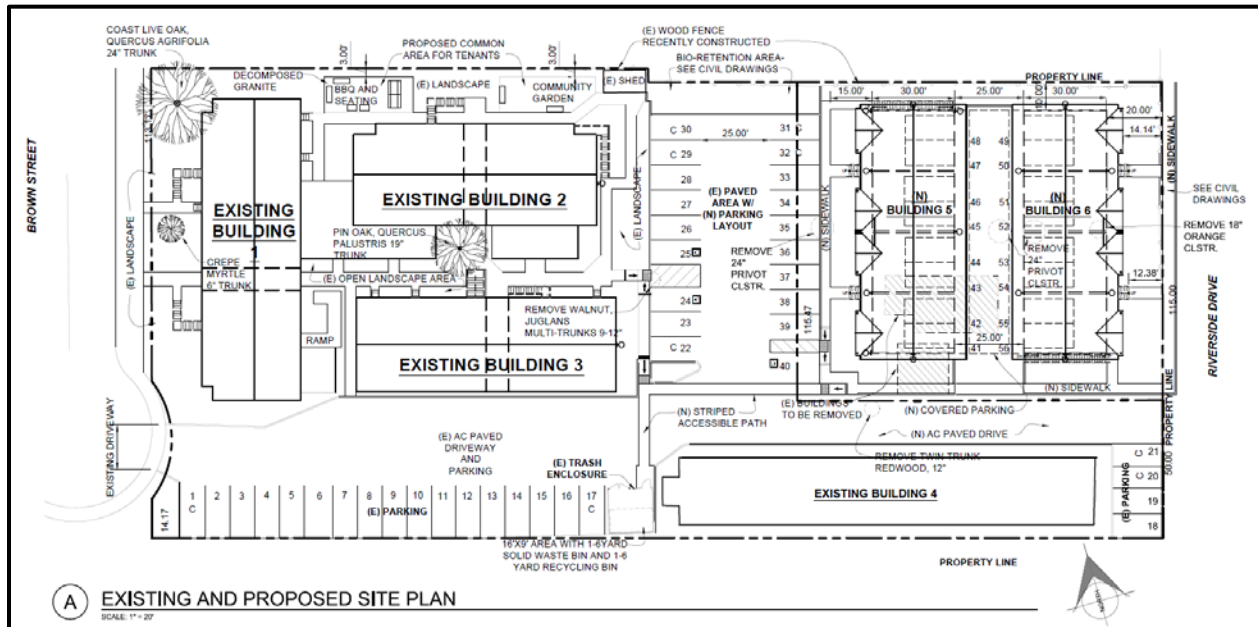 COAST LIVE OAK,
QUERCUS AGRIFOLIA
24" TRUNK
DECOMPOSED
GRANITE
3.00'
PROPOSED COMMON
AREA FOR TENANTS
BBQ AND
SEATING
(E) LANDSCAPE
3.00'
COMMUNITY
GARDEN
(E) SHED
(E) WOOD FENCE
RECENTLY CONSTRUCTED
BIO-RETENTION AREA-
SEE CIVIL DRAWINGS
PROPERTY LINE
15.00'
30.00'
25.00'
30.00'
10.00'
20.00'
14.14'
(N) SIDEWALK
SEE CIVIL
DRAWINGS
REMOVE 18"
ORANGE
CLSTR.
12.38'
115.00
RIVERSIDE DRIVE
BROWN STREET
(E) LANDSCAPE
EXISTING
BUILDING
1
CREPE
MYRTLE
6" TRUNK
EXISTING BUILDING 2
PIN OAK, QUERCUS
PALUSTRIS 19"
TRUNK
(E) OPEN LANDSCAPE AREA
RAMP
REMOVE WALNUT,
JUGLANS
MULTI-TRUNKS 9-12"
EXISTING BUILDING 3
(E) LANDSCAPE
C 30
C 29
28
27
26
25
24
23
C 22
25.00'
(E) PAVED
AREA W/
(N) PARKING
LAYOUT
REMOVE
24"
PRIVOT
CLSTR.
31 C
32 C
33
34
35
36
37
38
39
40
(N) SIDEWALK
115.47
(N)
BUILDING 5
48
47
46
45
44
43
42
41
49
50
51
52
53
54
55
56
(N)
BUILDING 6
REMOVE
24"
PRIVOT
CLSTR.
25.00'
(N) SIDEWALK
(E) BUILDINGS
TO BE REMOVED
(N) COVERED PARKING
(N) STRIPED
ACCESSIBLE PATH
(N) AC PAVED DRIVE
REMOVE TWIN TRUNK
REDWOOD, 12"
EXISTING BUILDING 4
PROPERTY LINE
50.00
C 21
C 20
19
18
(E) PARKING
EXISTING DRIVEWAY
(E) AC PAVED
DRIVEWAY
AND
PARKING
(E) TRASH
ENCLOSURE
14.17
1
C
2
3
4
5
6
7
8
9
10
11
12
13
14
15
16
17
C
(E) PARKING
16'X9' AREA WITH 1-6YARD
SOLID WASTE BIN AND 1-6
YARD RECYCLING BIN
PROPERTY LINE
NORTH
A
EXISTING AND PROPOSED SITE PLAN
SCALE: 1" = 20'